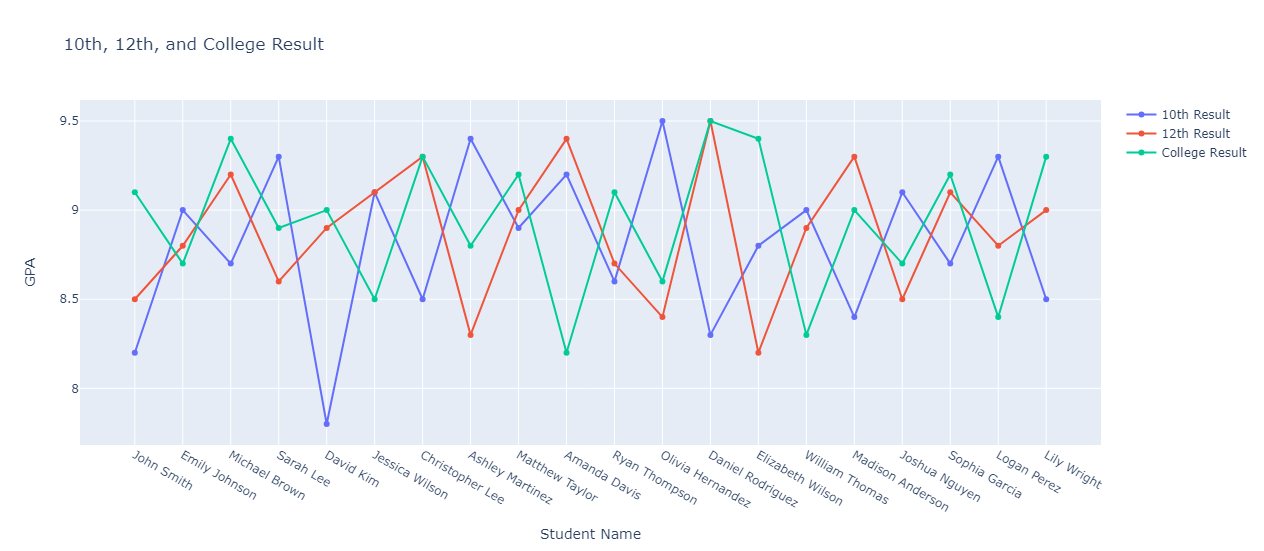 10th, 12th, and College Result
10th Result
12th Result
College Result
GPA
9.5
9
8.5
8
John Smith
Emily Johnson
Michael Brown
Sarah Lee
David Kim
Jessica Wilson
Christopher Lee
Ashley Martinez
Matthew Taylor
Amanda Davis
Ryan Thompson
Olivia Hernandez
Daniel Rodriguez
Elizabeth Wilson
William Thomas
Madison Anderson
Joshua Nguyen
Sophia Garcia
Logan Perez
Lily Wright
Student Name